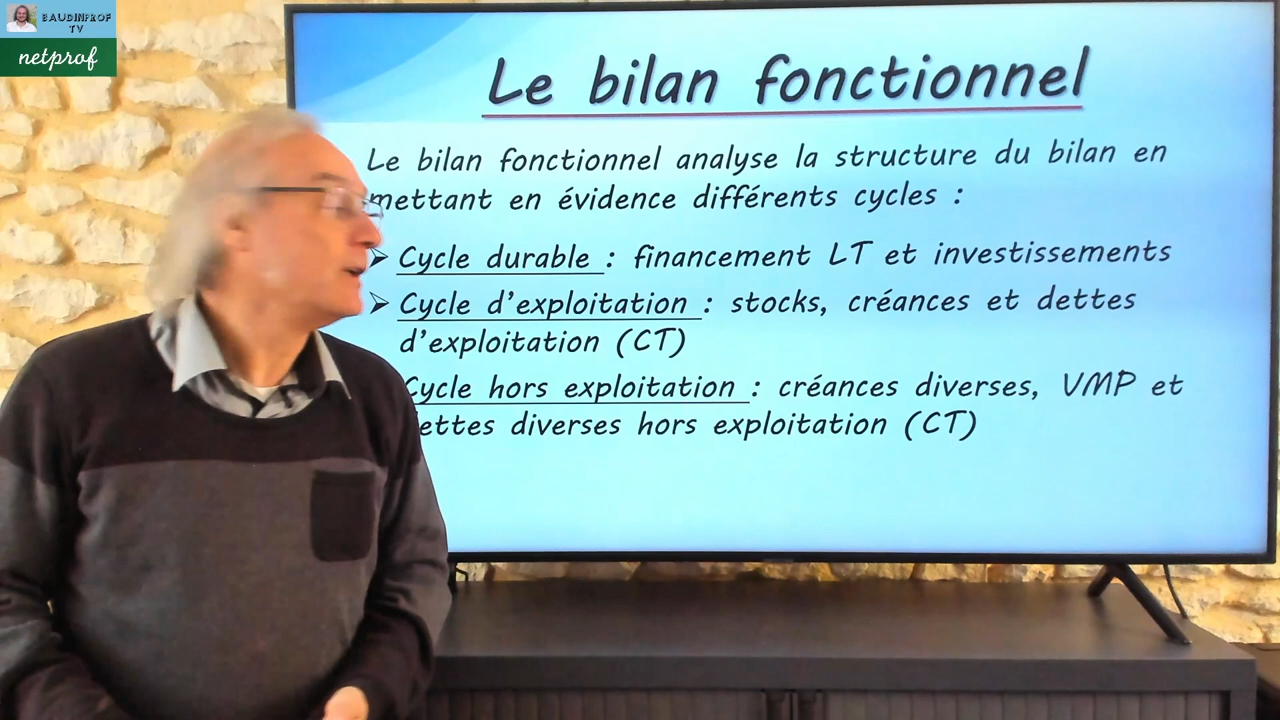 BAUDINPROF
TV
netprof
Le bilan fonctionnel
Le bilan fonctionnel analyse la structure du bilan en
mettant en évidence différents cycles :
➤ Cycle durable : financement LT et investissements
➤ Cycle d'exploitation : stocks, créances et dettes
d'exploitation (CT)
Cycle hors exploitation : créances diverses, VMP et
dettes diverses hors exploitation (CT)